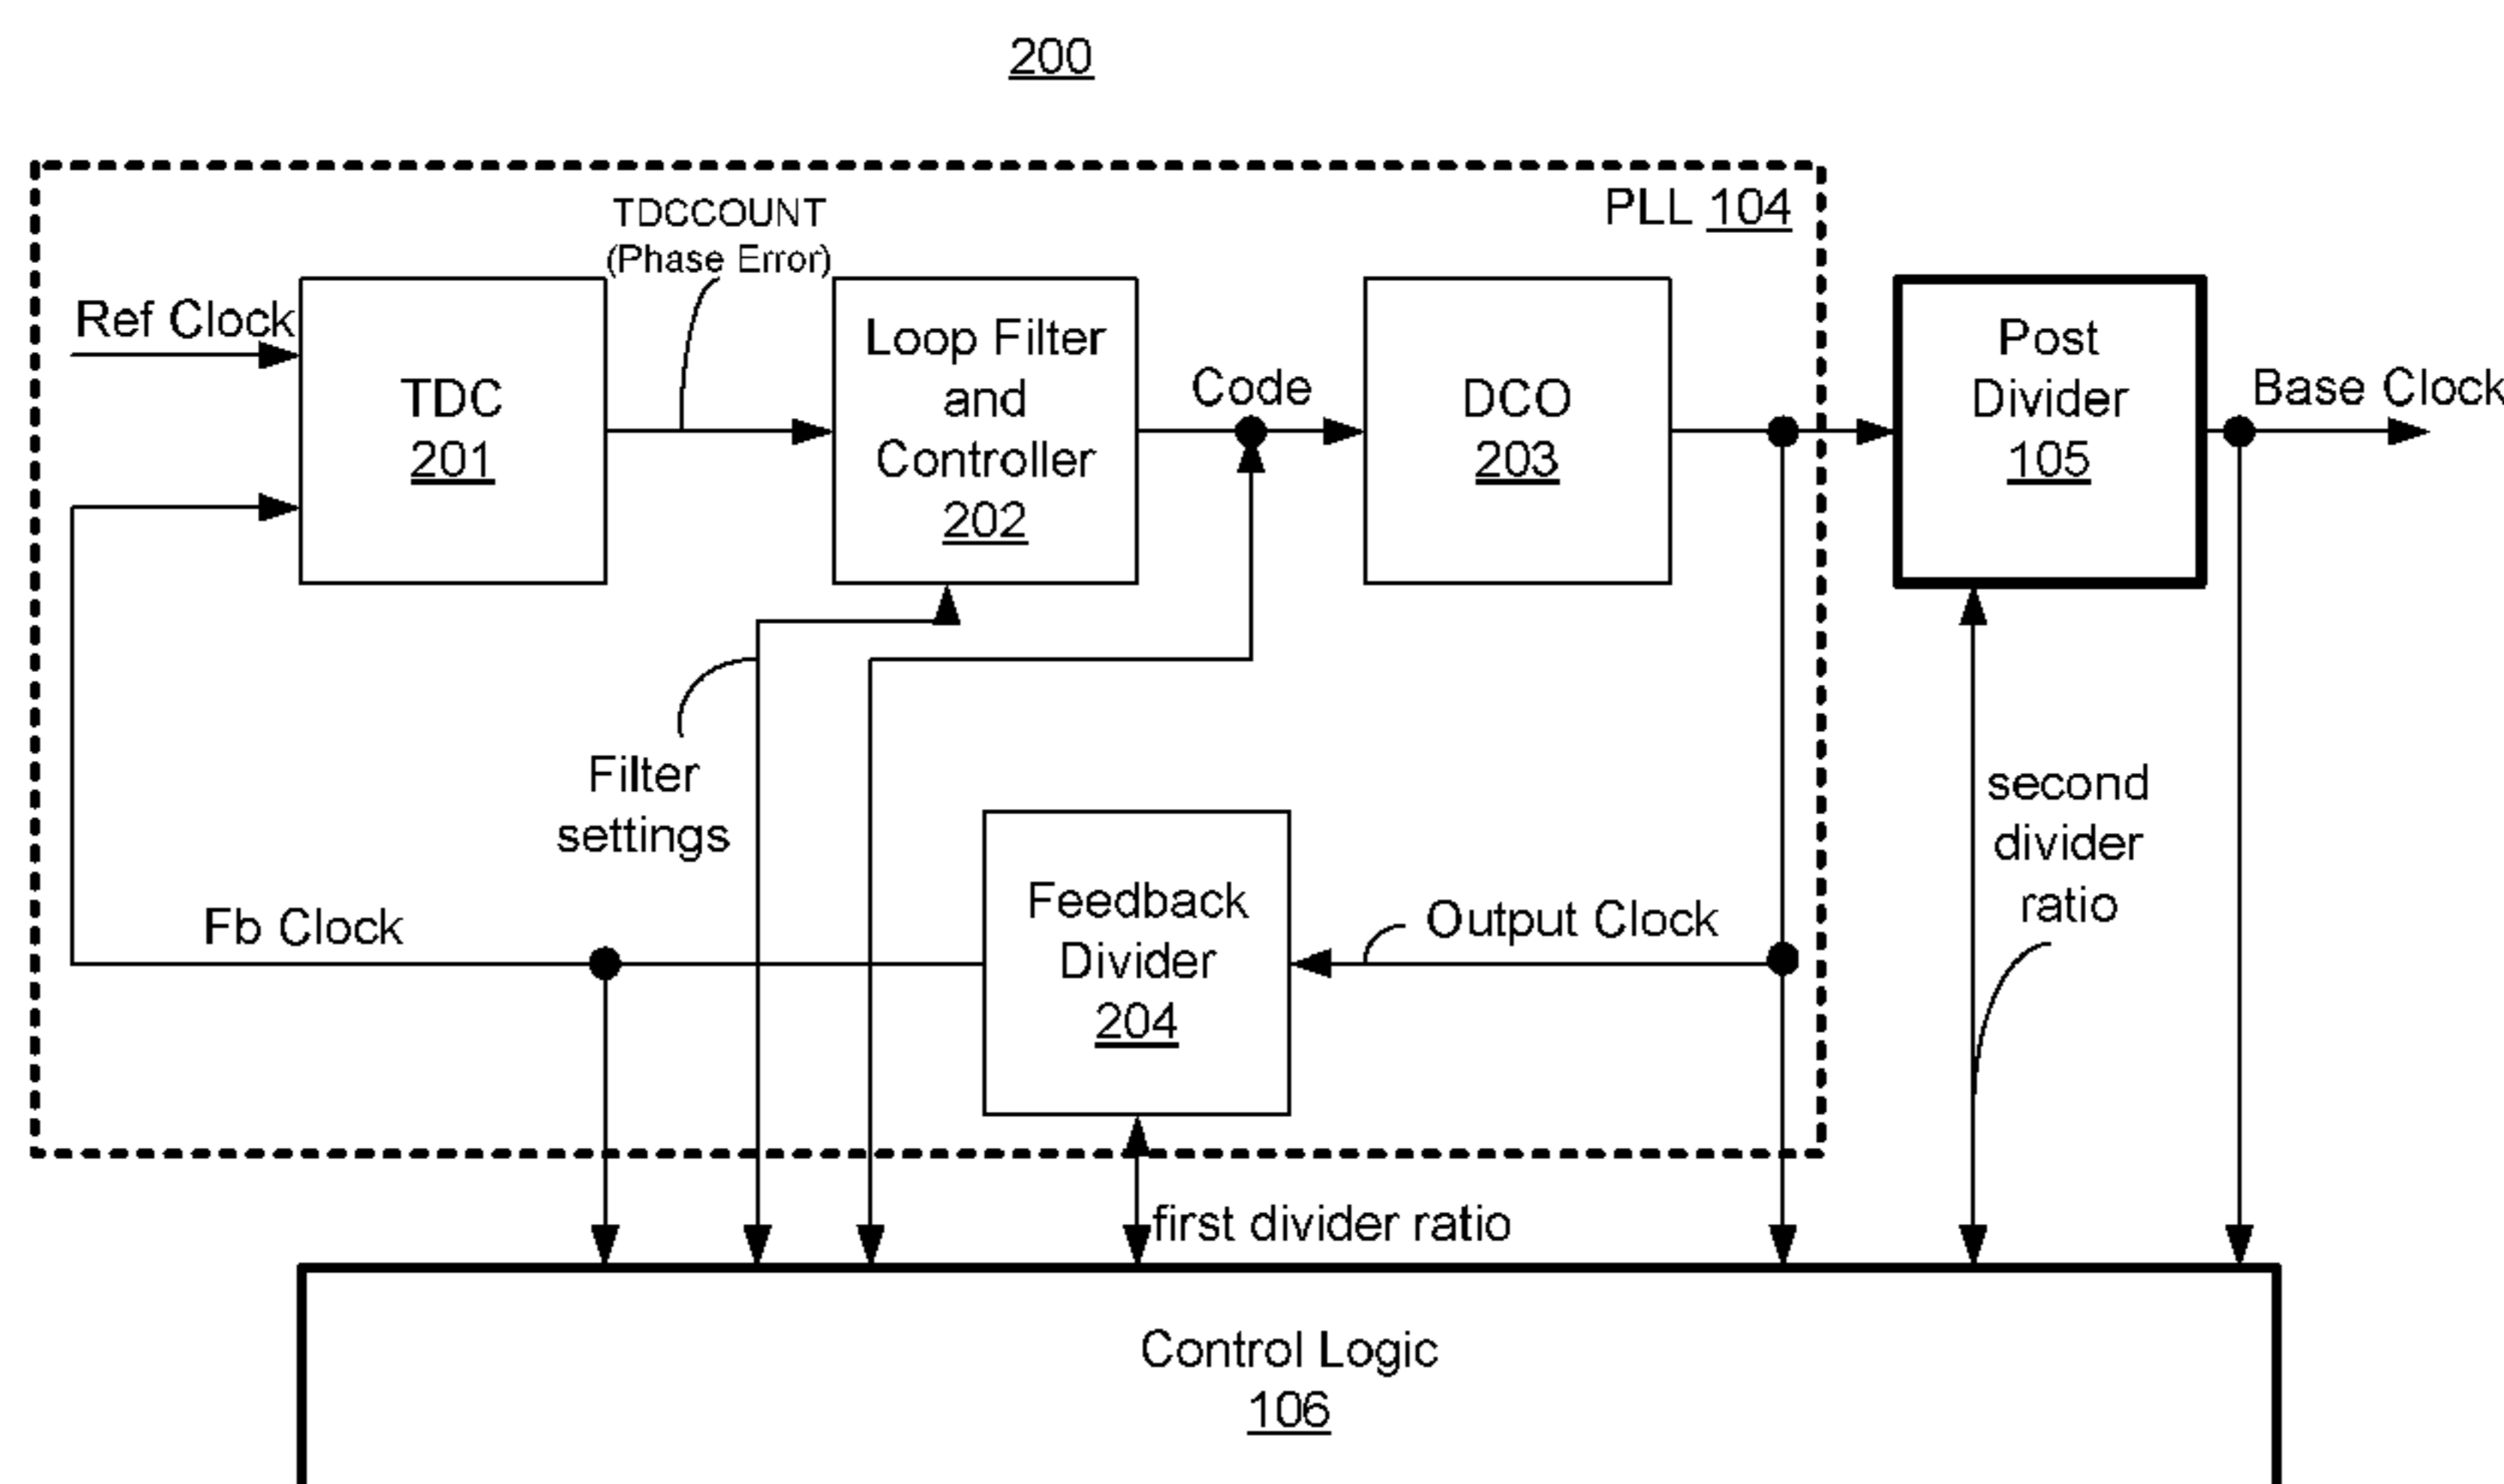 200
PLL 104
TDCCOUNT
(Phase Error)
Ref Clock
TDC
201
Loop Filter
and
Controller
202
Code
DCO
203
Post
Divider
105
Base Clock
Filter
settings
second
divider
ratio
Fb Clock
Feedback
Divider
204
Output Clock
first divider ratio
Control Logic
106